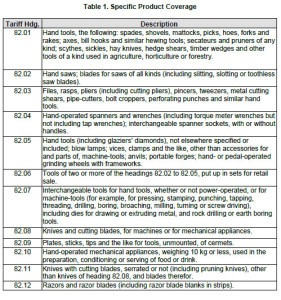 Table 1. Specific Product Coverage
Tariff Hdg.
Description
82.01
Hand tools, the following: spades, shovels, mattocks, picks, hoes, forks and
rakes; axes, bill hooks and similar hewing tools; secateurs and pruners of any
kind; scythes, sickles, hay knives, hedge shears, timber wedges and other
tools of a kind used in agriculture, horticulture or forestry.
82.02
Hand saws; blades for saws of all kinds (including slitting, slotting or toothless
saw blades).
82.03
Files, rasps, pliers (including cutting pliers), pincers, tweezers, metal cutting
shears, pipe-cutters, bolt croppers, perforating punches and similar hand
tools.
82.04
Hand-operated spanners and wrenches (including torque meter wrenches but
not including tap wrenches); interchangeable spanner sockets, with or without
handles.
82.05
Hand tools (including glaziers' diamonds), not elsewhere specified or
included; blow lamps; vices, clamps and the like, other than accessories for
and parts of, machine-tools; anvils; portable forges; hand- or pedal-operated
grinding wheels with frameworks.
82.06
Tools of two or more of the headings 82.02 to 82.05, put up in sets for retail
sale.
82.07
Interchangeable tools for hand tools, whether or not power-operated, or for
machine-tools (for example, for pressing, stamping, punching, tapping,
threading, drilling, boring, broaching, milling, turning or screw driving),
including dies for drawing or extruding metal, and rock drilling or earth boring
tools.
82.08
Knives and cutting blades, for machines or for mechanical appliances.
82.09
Plates, sticks, tips and the like for tools, unmounted, of cermets.
82.10
Hand-operated mechanical appliances, weighing 10 kg or less, used in the
preparation, conditioning or serving of food or drink.
82.11
Knives with cutting blades, serrated or not (including pruning knives), other
than knives of heading 82.08, and blades therefor.
82.12
Razors and razor blades (including razor blade blanks in strips).